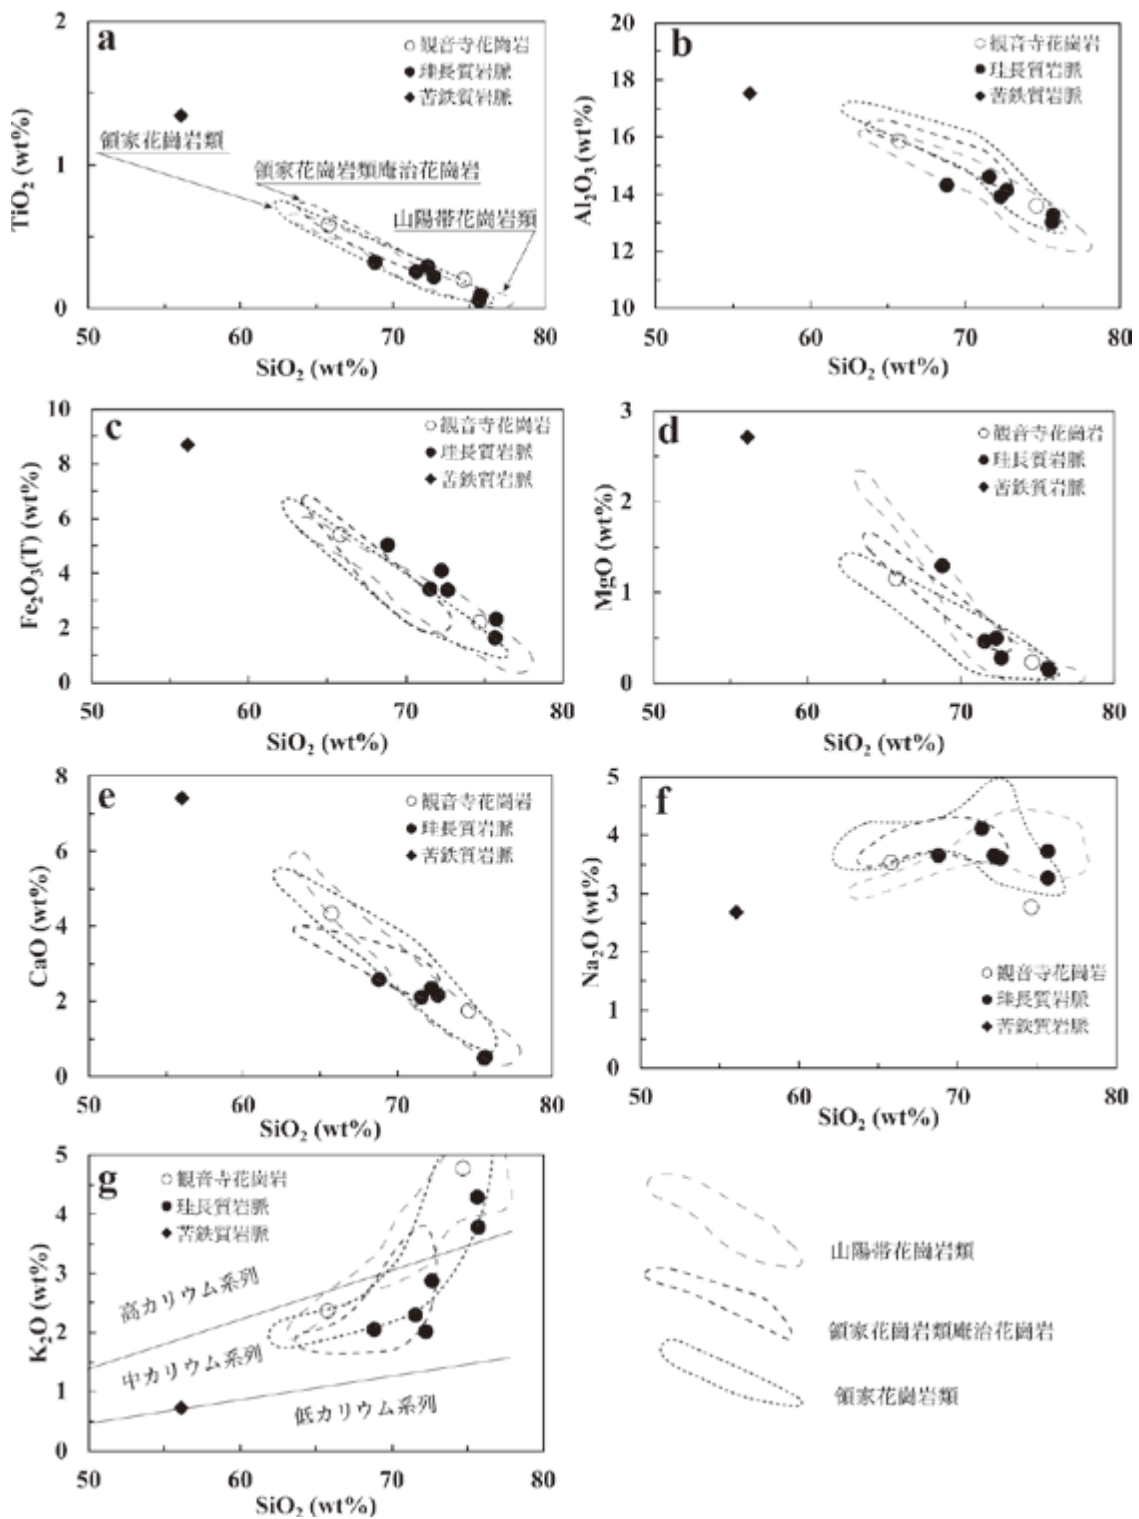 a
2
1
0
50
60
70
80
TiO2 (wt%)
SiO2 (wt%)
観音寺花崗岩
珪長質岩脈
苦鉄質岩脈
領家花崗岩類
領家花崗岩類庵治花崗岩
山陽帯花崗岩類
b
20
18
16
14
12
10
50
60
70
80
Al2O3 (wt%)
SiO2 (wt%)
観音寺花崗岩
珪長質岩脈
苦鉄質岩脈
c
10
8
6
4
2
0
50
60
70
80
Fe2O3(T) (wt%)
SiO2 (wt%)
観音寺花崗岩
珪長質岩脈
苦鉄質岩脈
d
3
2
1
0
50
60
70
80
MgO (wt%)
SiO2 (wt%)
観音寺花崗岩
珪長質岩脈
苦鉄質岩脈
e
8
6
4
2
0
50
60
70
80
CaO (wt%)
SiO2 (wt%)
観音寺花崗岩
珪長質岩脈
苦鉄質岩脈
f
5
4
3
2
1
0
50
60
70
80
Na2O (wt%)
SiO2 (wt%)
観音寺花崗岩
珪長質岩脈
苦鉄質岩脈
g
5
4
3
2
1
0
50
60
70
80
K2O (wt%)
SiO2 (wt%)
観音寺花崗岩
珪長質岩脈
苦鉄質岩脈
高カリウム系列
中カリウム系列
低カリウム系列
山陽帯花崗岩類
領家花崗岩類庵治花崗岩
領家花崗岩類